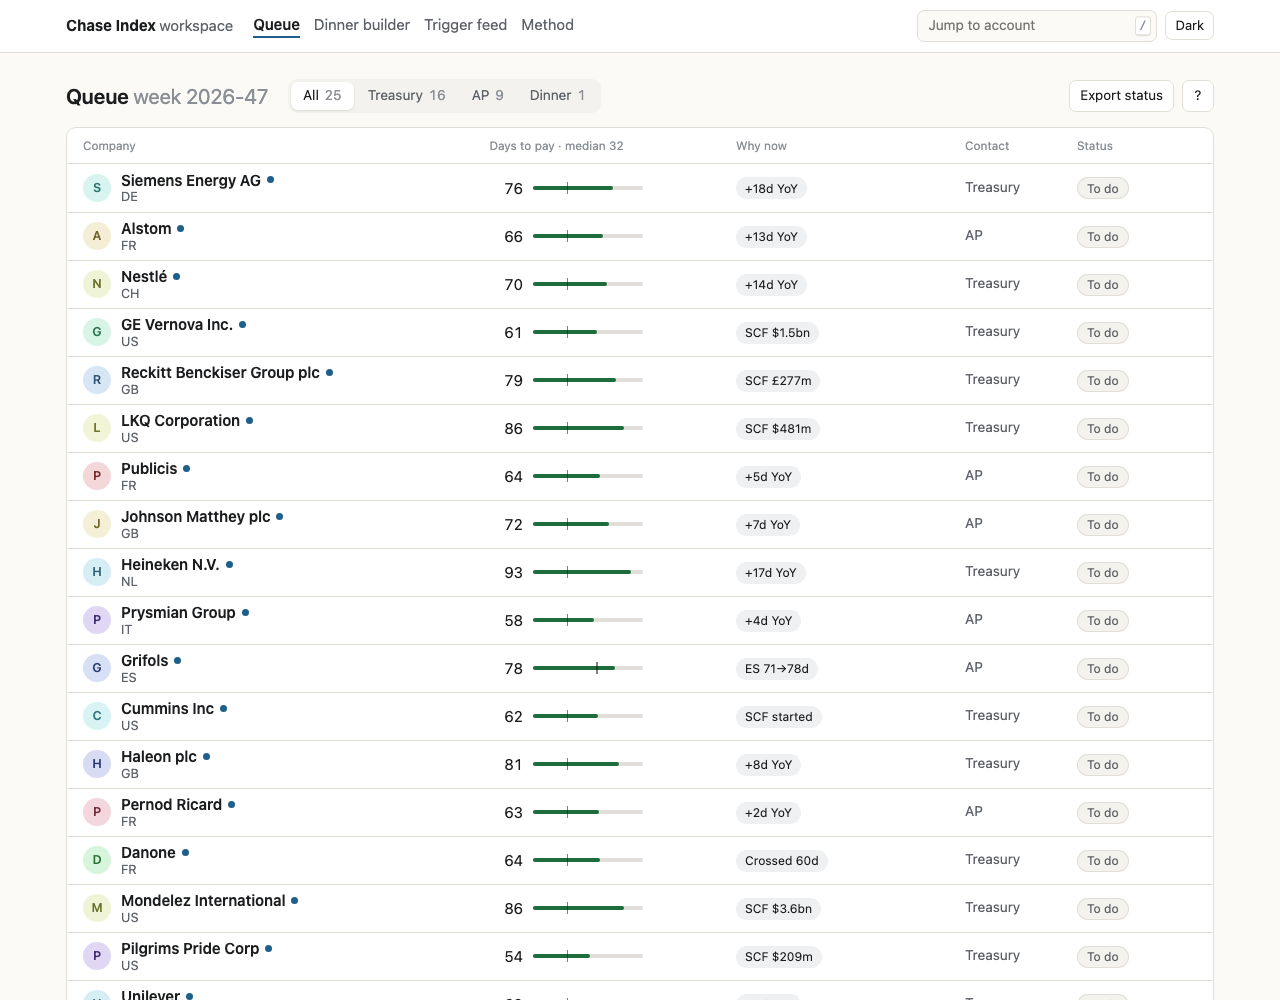 Chase Index workspace Queue Dinner builder Trigger feed Method Jump to account / Dark
Queue week 2026-47 All 25 Treasury 16 AP 9 Dinner 1 Export status ?
Company Days to pay · median 32 Why now Contact Status
S Siemens Energy AG 76 +18d YoY Treasury To do
DE
A Alstom 66 +13d YoY AP To do
FR
N Nestlé 70 +14d YoY Treasury To do
CH
G GE Vernova Inc. 61 SCF $1.5bn Treasury To do
US
R Reckitt Benckiser Group plc 79 SCF £277m Treasury To do
GB
L LKQ Corporation 86 SCF $481m Treasury To do
US
P Publicis 64 +5d YoY AP To do
FR
J Johnson Matthey plc 72 +7d YoY AP To do
GB
H Heineken N.V. 93 +17d YoY Treasury To do
NL
P Prysmian Group 58 +4d YoY AP To do
IT
G Grifols 78 ES 71→78d AP To do
ES
C Cummins Inc 62 SCF started Treasury To do
US
H Haleon plc 81 +8d YoY Treasury To do
GB
P Pernod Ricard 63 +2d YoY AP To do
FR
D Danone 64 Crossed 60d Treasury To do
FR
M Mondelez International 86 SCF $3.6bn Treasury To do
US
P Pilgrims Pride Corp 54 SCF $209m Treasury To do
US
Unilever